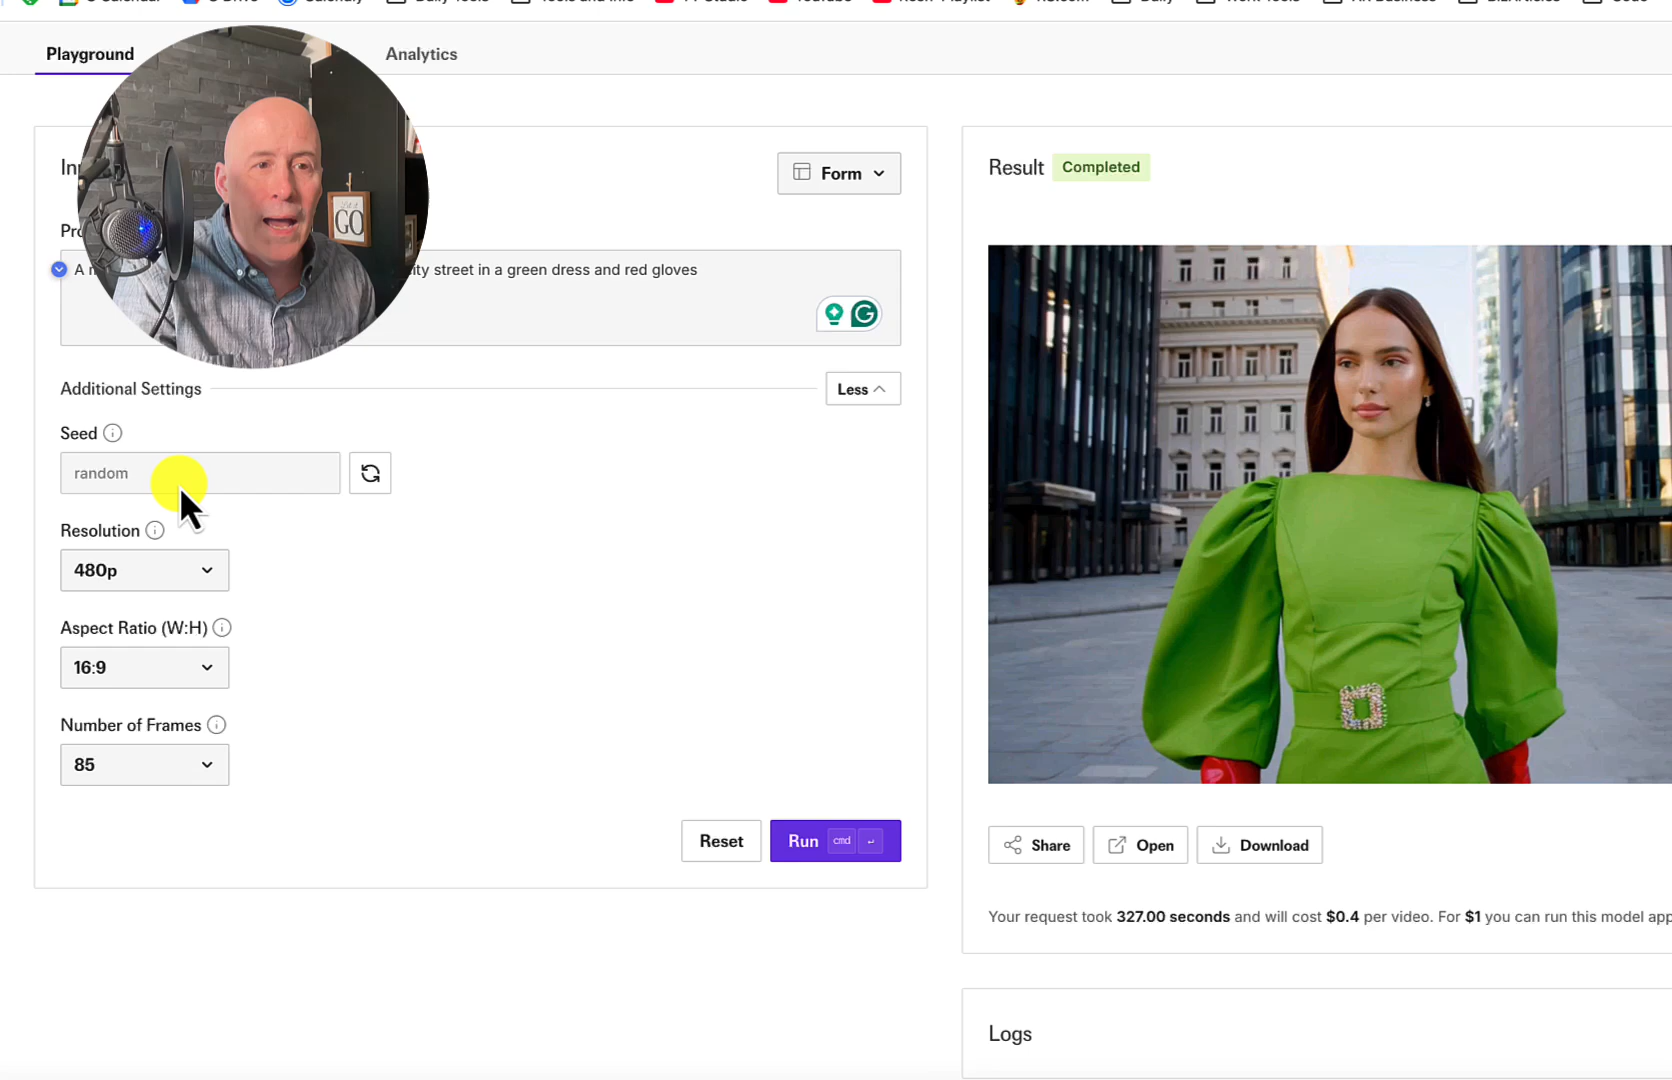 Playground
Analytics
Form
ity street in a green dress and red gloves
Additional Settings
Less
Seed
random
Resolution
480p
Aspect Ratio (W:H)
16:9
Number of Frames
85
Reset
Run cmd
GO
Result Completed
Share
Open
Download
Your request took 327.00 seconds and will cost $0.4 per video. For $1 you can run this model app
Logs